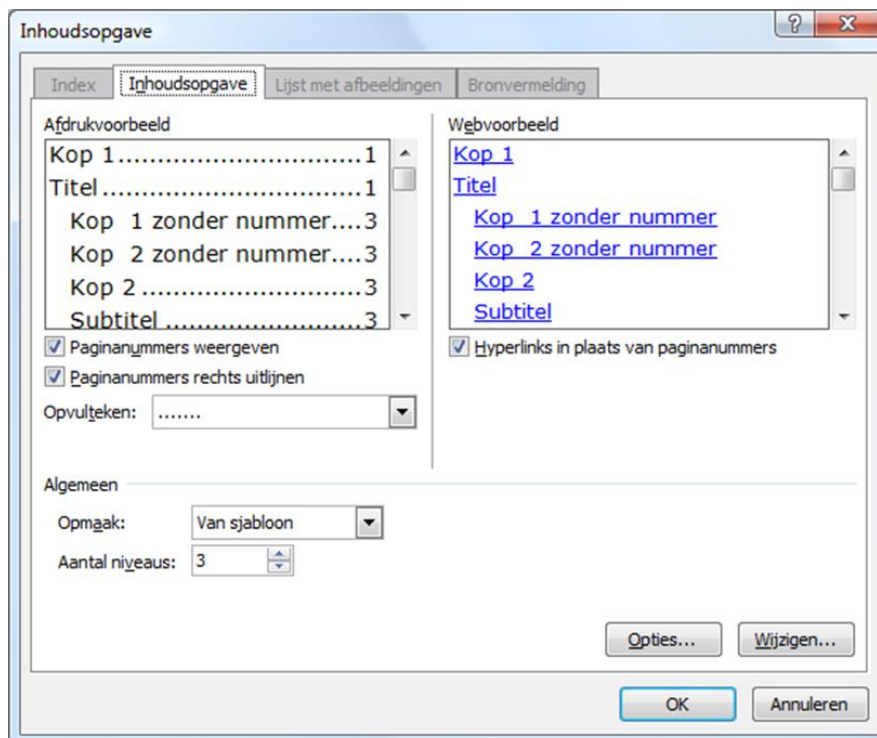 Inhoudsopgave
Index Inhoudsopgave Lijst met afbeeldingen Bronvermelding
Afdrukvoorbeeld
Kop 1..............................1
Titel................................1
Kop  1 zonder nummer....3
Kop  2 zonder nummer....3
Kop 2...........................3
Subtitel........................3
Paginanummers weergeven
Paginanummers rechts uitlijnen
Opvulteken: .......
Webvoorbeeld
Kop 1
Titel
Kop  1 zonder nummer
Kop  2 zonder nummer
Kop 2
Subtitel
Hyperlinks in plaats van paginanummers
Algemeen
Opmaak: Van sjabloon
Aantal niveaus: 3
Opties... Wijzigen...
OK Annuleren